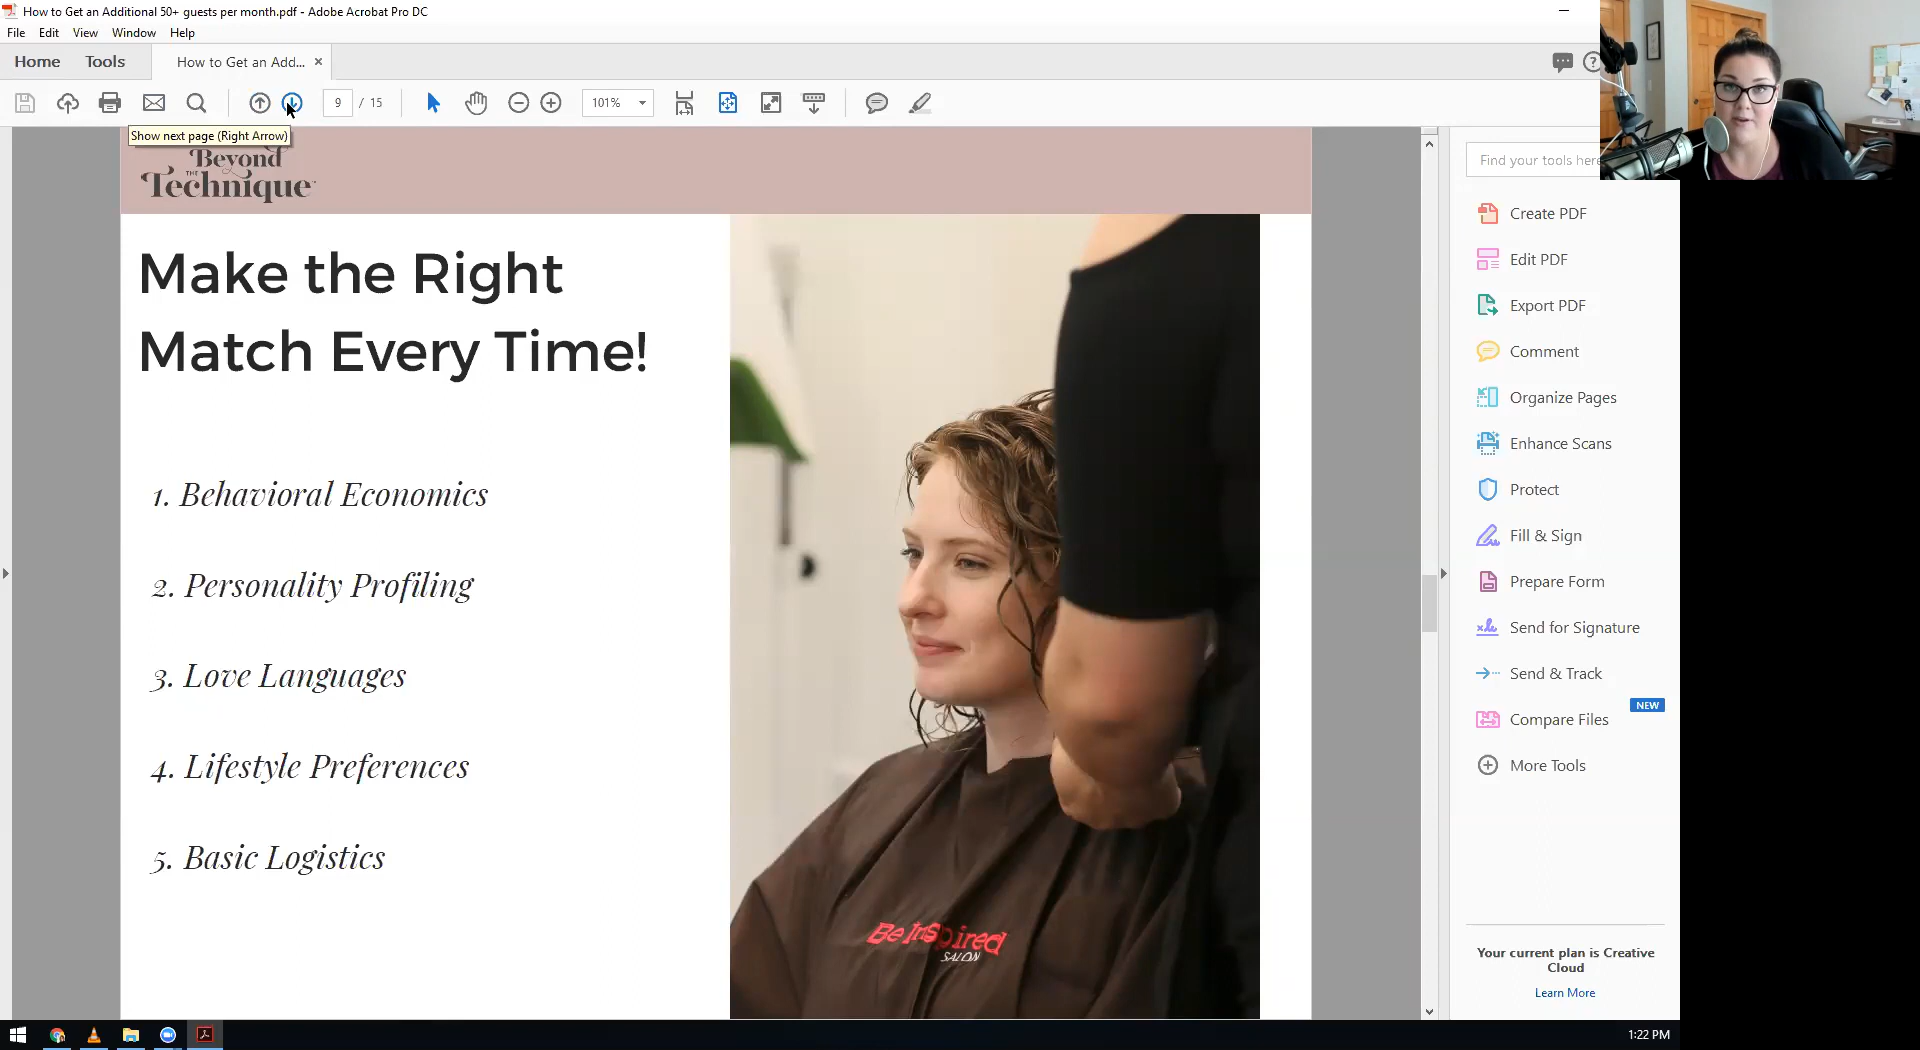 How to Get an Additional 50+ guests per month.pdf - Adobe Acrobat Pro DC
File Edit View Window Help
Home Tools How to Get an Add... ×
9 / 15 101%
Show next page (Right Arrow)
Beyond
THE
Technique
Make the Right
Match Every Time!
1. Behavioral Economics
2. Personality Profiling
3. Love Languages
4. Lifestyle Preferences
5. Basic Logistics
Be Inspired
SALON
Find your tools here
Create PDF
Edit PDF
Export PDF
Comment
Organize Pages
Enhance Scans
Protect
Fill & Sign
Prepare Form
Send for Signature
Send & Track
NEW
Compare Files
More Tools
Your current plan is Creative
Cloud
Learn More
1:22 PM